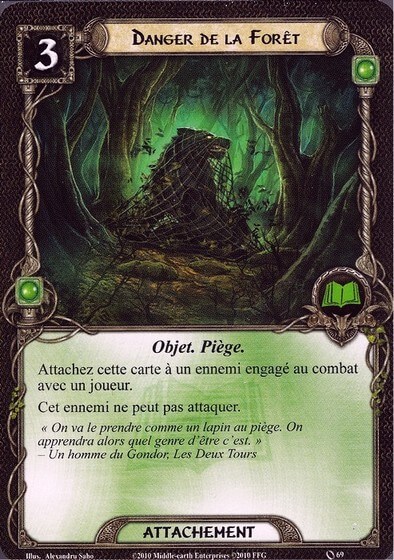 3
Danger de la Forêt
Objet. Piège.
Attachez cette carte à un ennemi engagé au combat
avec un joueur.
Cet ennemi ne peut pas attaquer.
« On va le prendre comme un lapin au piège. On
apprendra alors quel genre d'être c'est. »
– Un homme du Gondor, Les Deux Tours
ATTACHEMENT
Illus. Alexandru Sabo ©2010 Middle-earth Enterprises ©2010 FFG 69